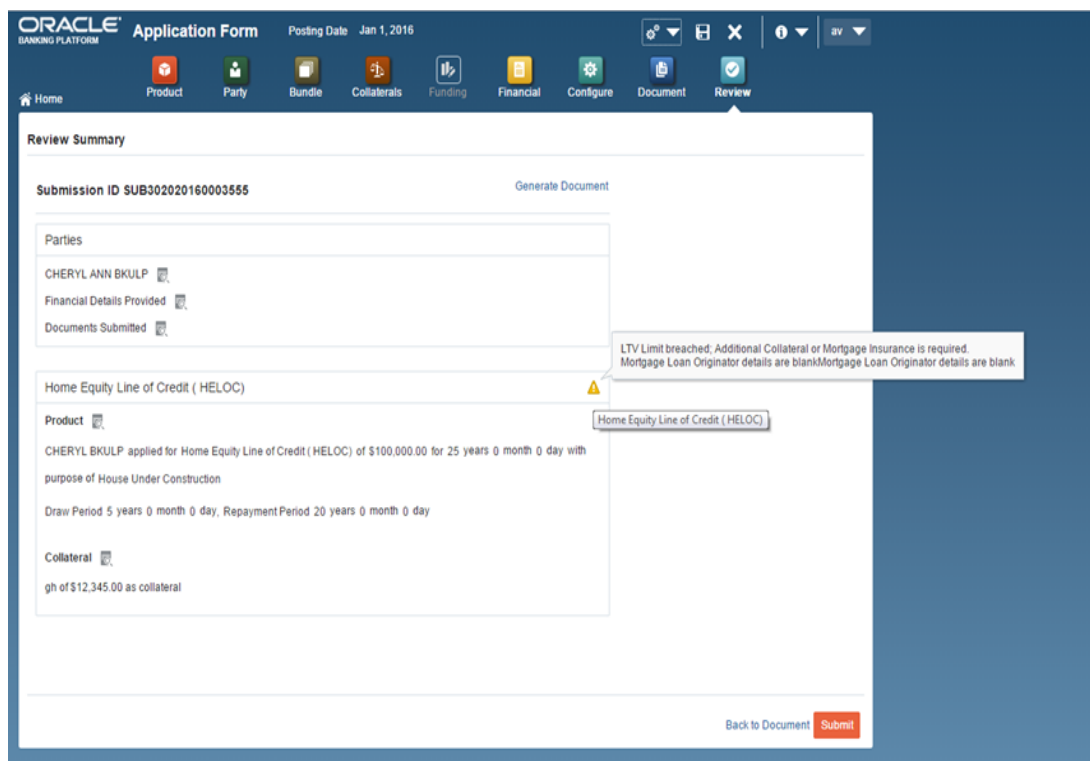 ORACLE Application Form Posting Date Jan 1, 2016 av
BANKING PLATFORM
Home Product Party Bundle Collaterals Funding Financial Configure Document Review
Review Summary
Submission ID SUB302020160003555 Generate Document
Parties
CHERYL ANN BKULP
Financial Details Provided
Documents Submitted
LTV Limit breached; Additional Collateral or Mortgage Insurance is required.
Mortgage Loan Originator details are blankMortgage Loan Originator details are blank
Home Equity Line of Credit ( HELOC)
Product
Home Equity Line of Credit ( HELOC)
CHERYL BKULP applied for Home Equity Line of Credit ( HELOC) of $100,000.00 for 25 years 0 month 0 day with
purpose of House Under Construction
Draw Period 5 years 0 month 0 day, Repayment Period 20 years 0 month 0 day
Collateral
gh of $12,345.00 as collateral
Back to Document Submit